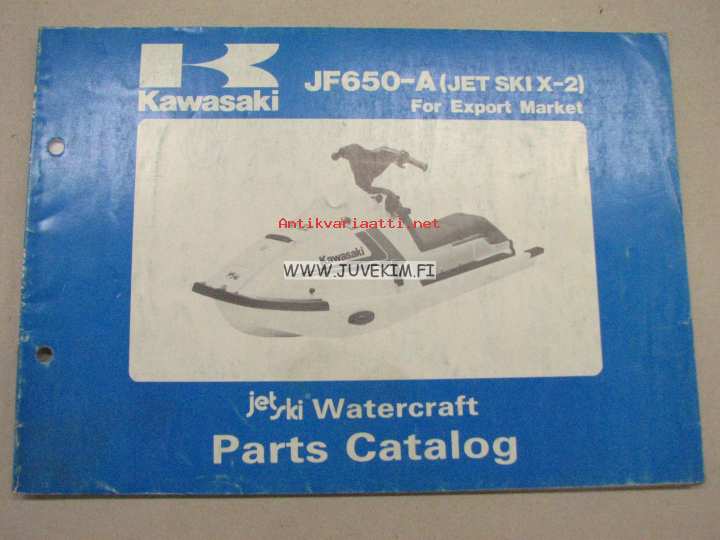 Kawasaki
JF650-A (JET SKI X-2)
For Export Market
Antikvariaatti.net
Kawasaki
WWW.JUVEKIM.FI
Jet Ski Watercraft
Parts Catalog